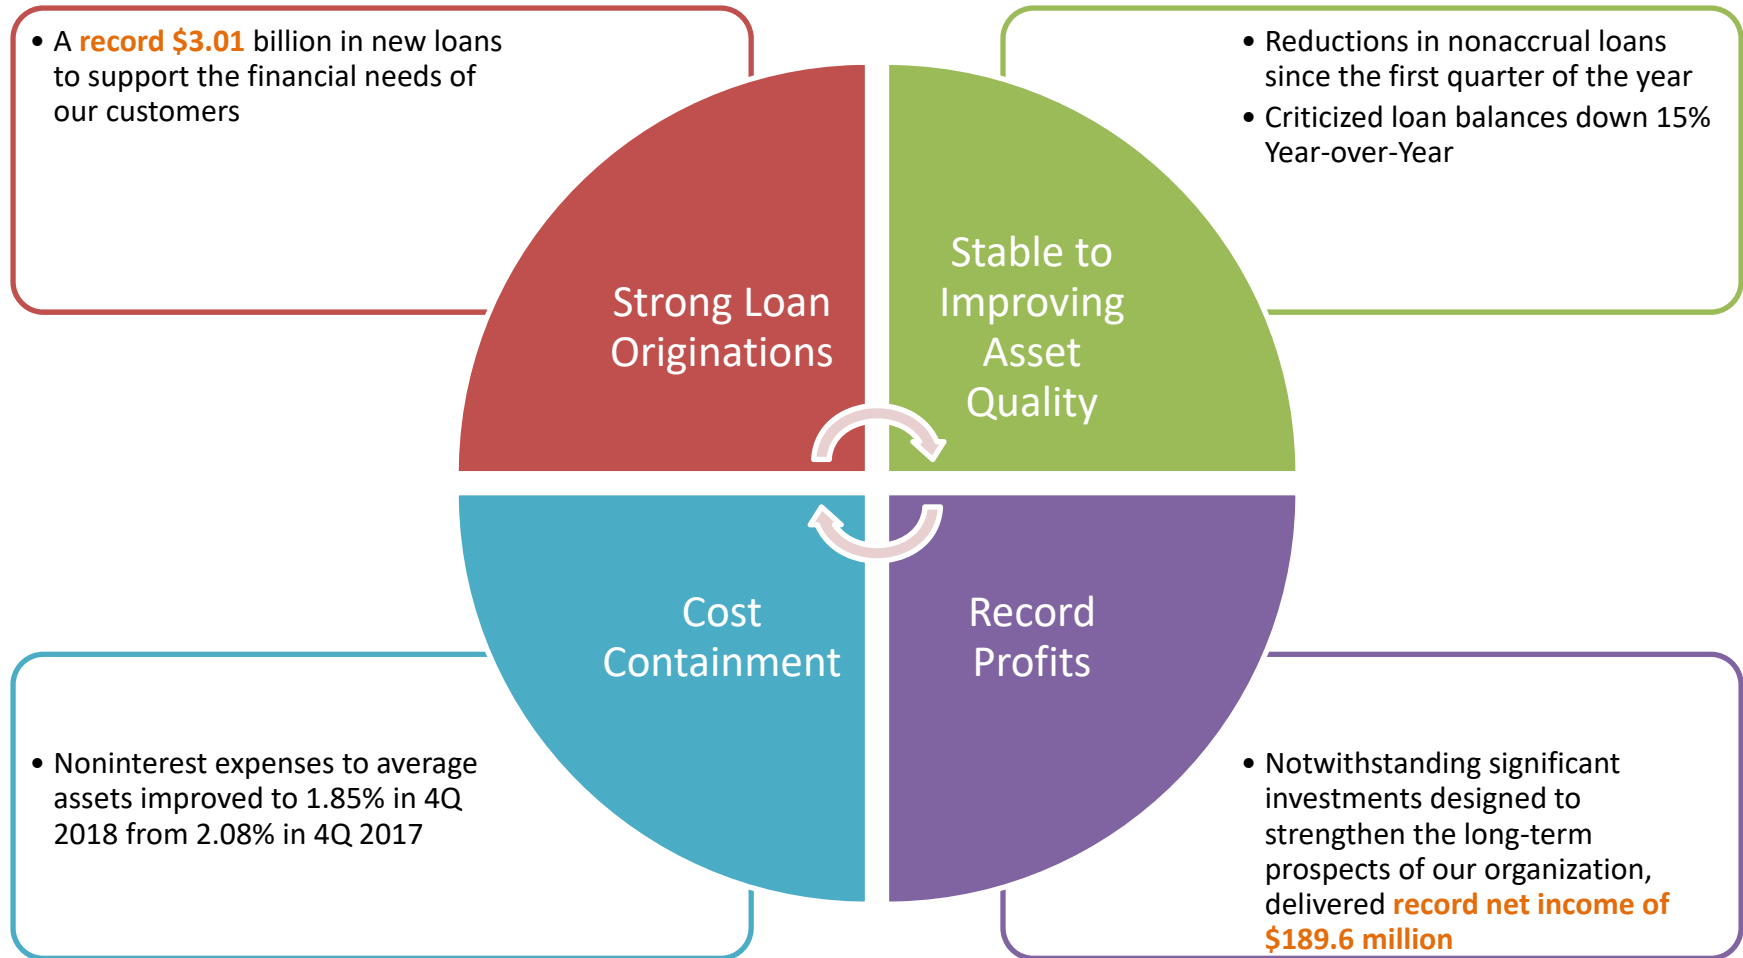 • A record $3.01 billion in new loans
to support the financial needs of
our customers
• Reductions in nonaccrual loans
since the first quarter of the year
• Criticized loan balances down 15%
Year-over-Year
Strong Loan
Originations
Stable to
Improving
Asset
Quality
Cost
Containment
Record
Profits
• Noninterest expenses to average
assets improved to 1.85% in 4Q
2018 from 2.08% in 4Q 2017
• Notwithstanding significant
investments designed to
strengthen the long-term
prospects of our organization,
delivered record net income of
$189.6 million